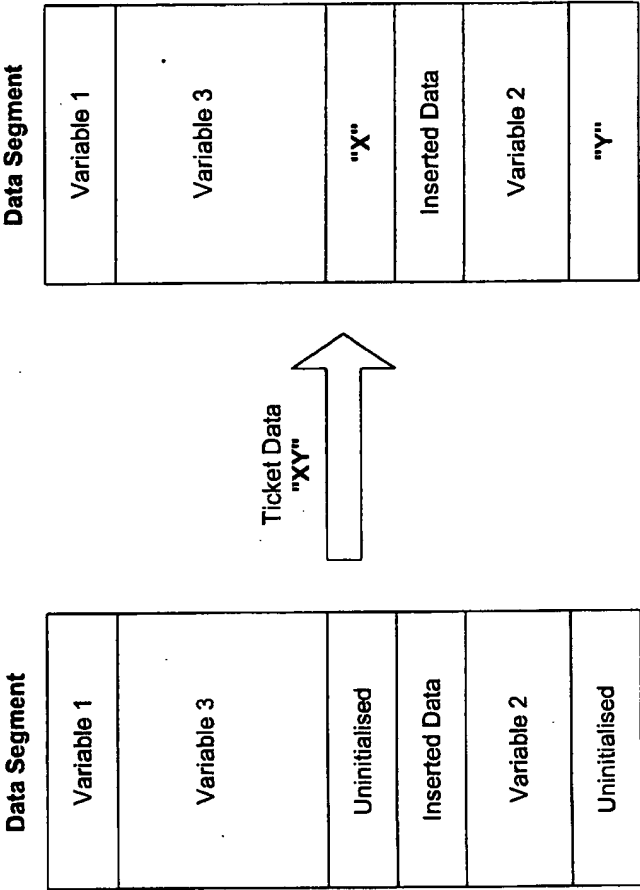 Data Segment
Variable 1
Variable 3
Uninitialised
Inserted Data
Variable 2
Uninitialised
Ticket Data
"XY"
Data Segment
Variable 1
Variable 3
"X"
Inserted Data
Variable 2
"Y"